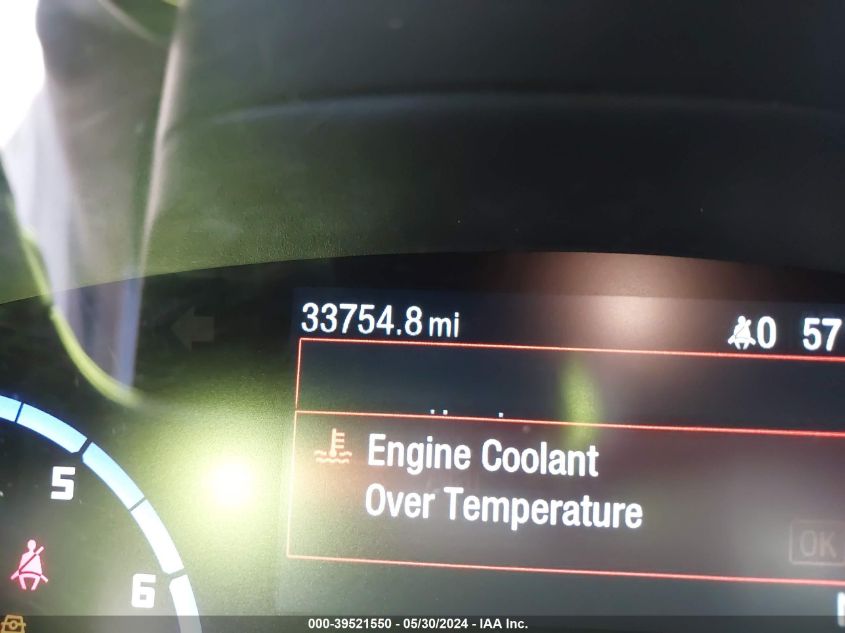 33754.8 mi
0 57
Engine Coolant
Over Temperature
OK
5
6
000-39521550 - 05/30/2024 - IAA Inc.